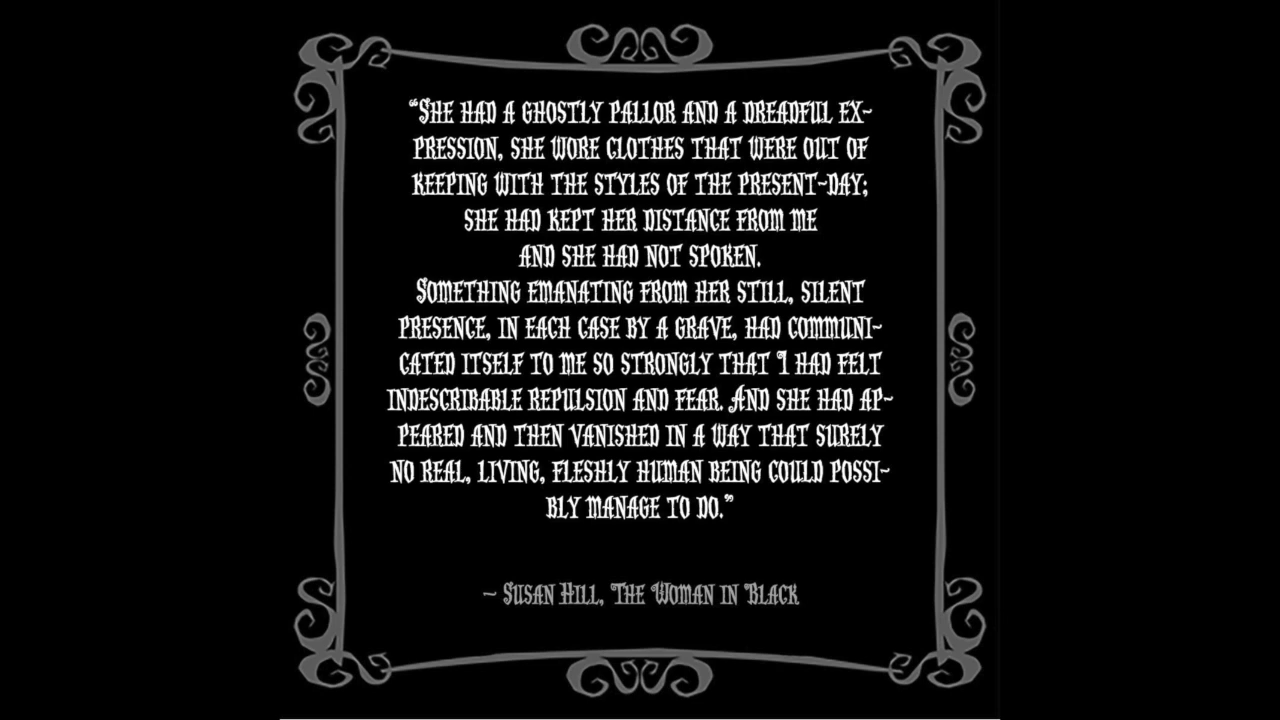 “She had a ghostly pallor and a dreadful ex-
pression, she wore clothes that were out of
keeping with the styles of the present-day;
she had kept her distance from me
and she had not spoken.
Something emanating from her still, silent
presence, in each case by a grave, had communi-
cated itself to me so strongly that I had felt
indescribable repulsion and fear. And she had ap-
peared and then vanished in a way that surely
no real, living, fleshly human being could possi-
bly manage to do.”
- Susan Hill, The Woman in Black